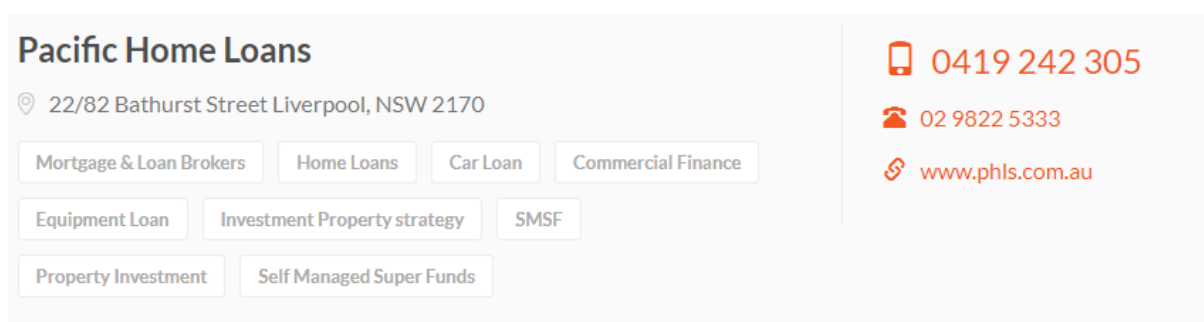 Pacific Home Loans
22/82 Bathurst Street Liverpool, NSW 2170
Mortgage & Loan Brokers Home Loans Car Loan Commercial Finance
Equipment Loan Investment Property strategy SMSF
Property Investment Self Managed Super Funds
0419 242 305
02 9822 5333
www.phls.com.au